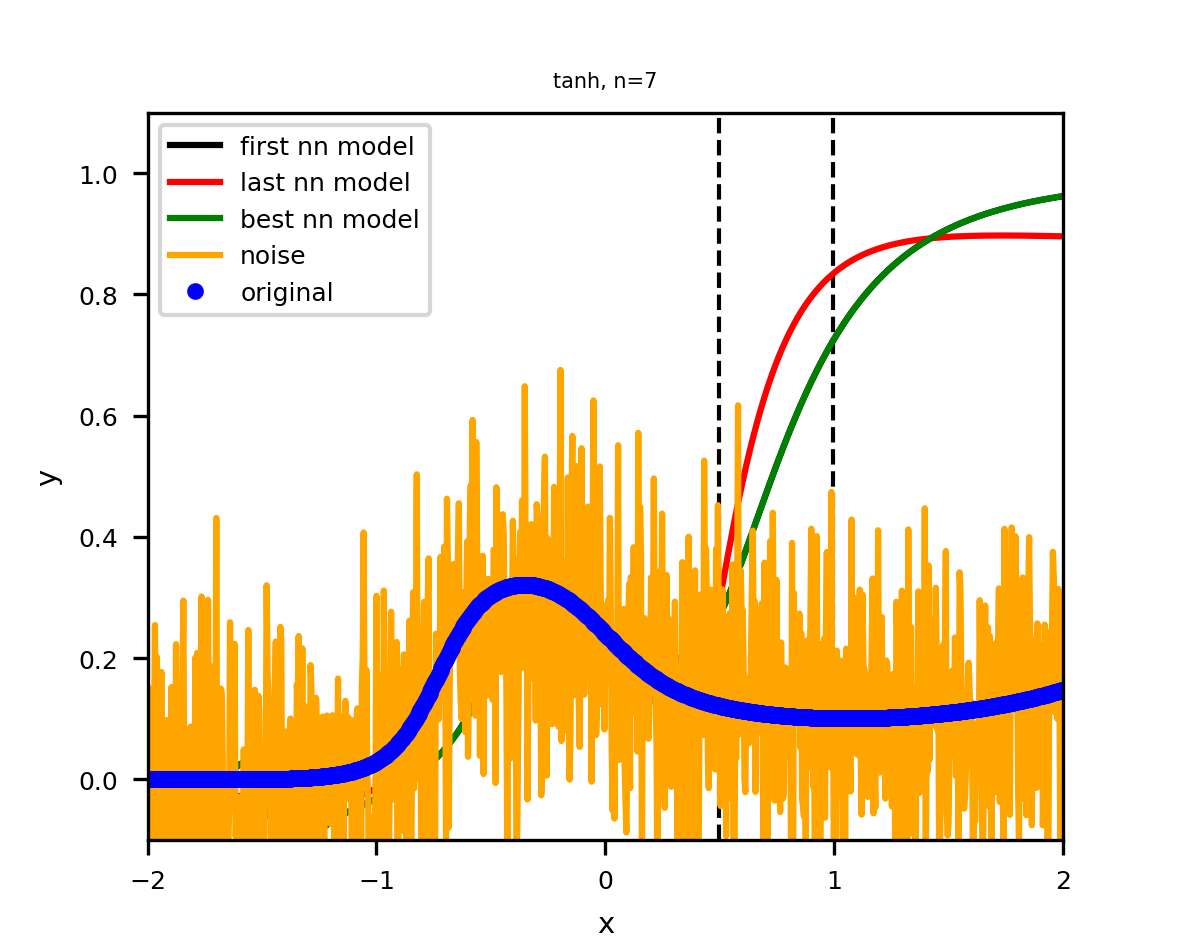 tanh, n=7
first nn model
last nn model
best nn model
noise
original
1.0
0.8
0.6
0.4
0.2
0.0
y
−2
−1
0
1
2
x